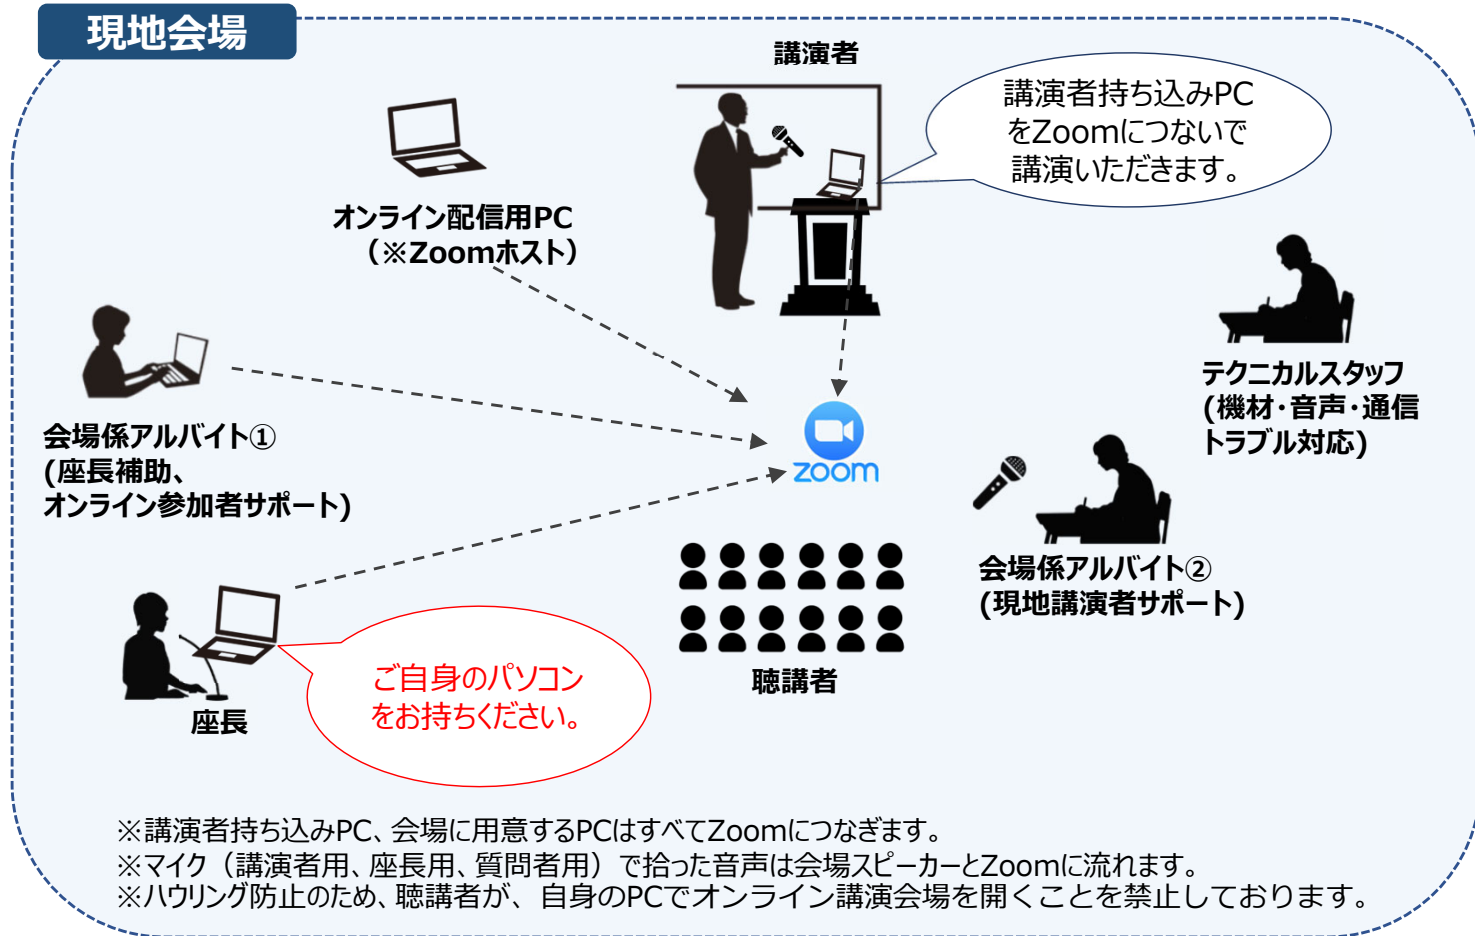 現地会場
講演者
講演者持ち込みPC
をZoomにつないで
講演いただきます。
オンライン配信用PC
（※Zoomホスト）
テクニカルスタッフ
(機材・音声・通信
トラブル対応)
会場係アルバイト①
(座長補助、
オンライン参加者サポート)
zoom
会場係アルバイト②
(現地講演者サポート)
聴講者
座長
ご自身のパソコン
をお持ちください。
※講演者持ち込みPC、会場に用意するPCはすべてZoomにつなぎます。
※マイク（講演者用、座長用、質問者用）で拾った音声は会場スピーカーとZoomに流れます。
※ハウリング防止のため、聴講者が、自身のPCでオンライン講演会場を開くことを禁止しております。